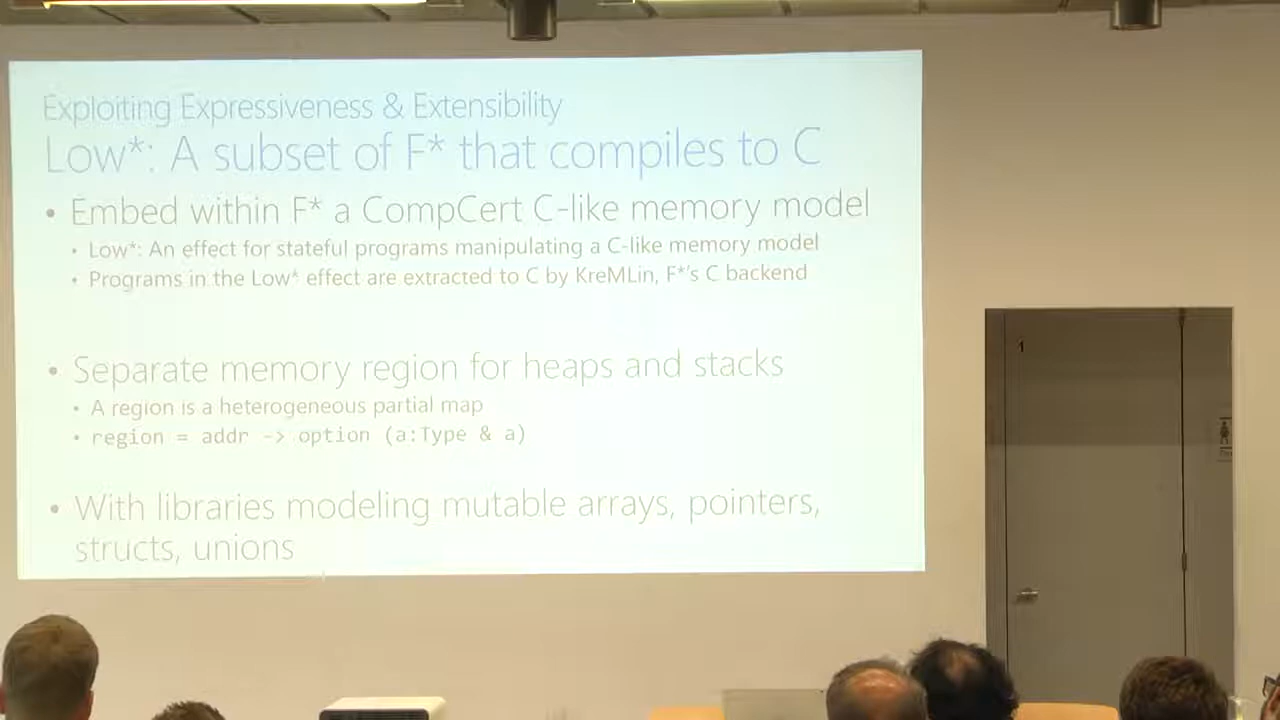 Exploiting Expressiveness & Extensibility
Low*: A subset of F* that compiles to C
• Embed within F* a CompCert C-like memory model
• Low*: An effect for stateful programs manipulating a C-like memory model
• Programs in the Low* effect are extracted to C by KreMLin, F*'s C backend
• Separate memory region for heaps and stacks
• A region is a heterogeneous partial map
• region = addr -> option (a:Type & a)
• With libraries modeling mutable arrays, pointers,
structs, unions
1